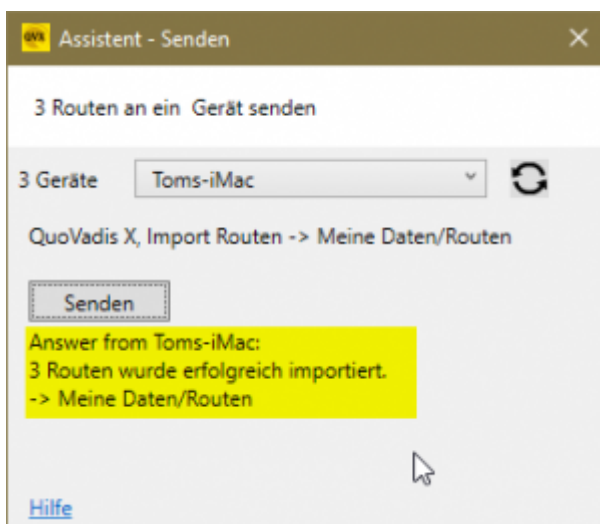 QVX Assistent - Senden
3 Routen an ein Gerät senden
3 Geräte Toms-iMac
QuoVadis X, Import Routen -> Meine Daten/Routen
Senden
Answer from Toms-iMac:
3 Routen wurde erfolgreich importiert.
-> Meine Daten/Routen
Hilfe